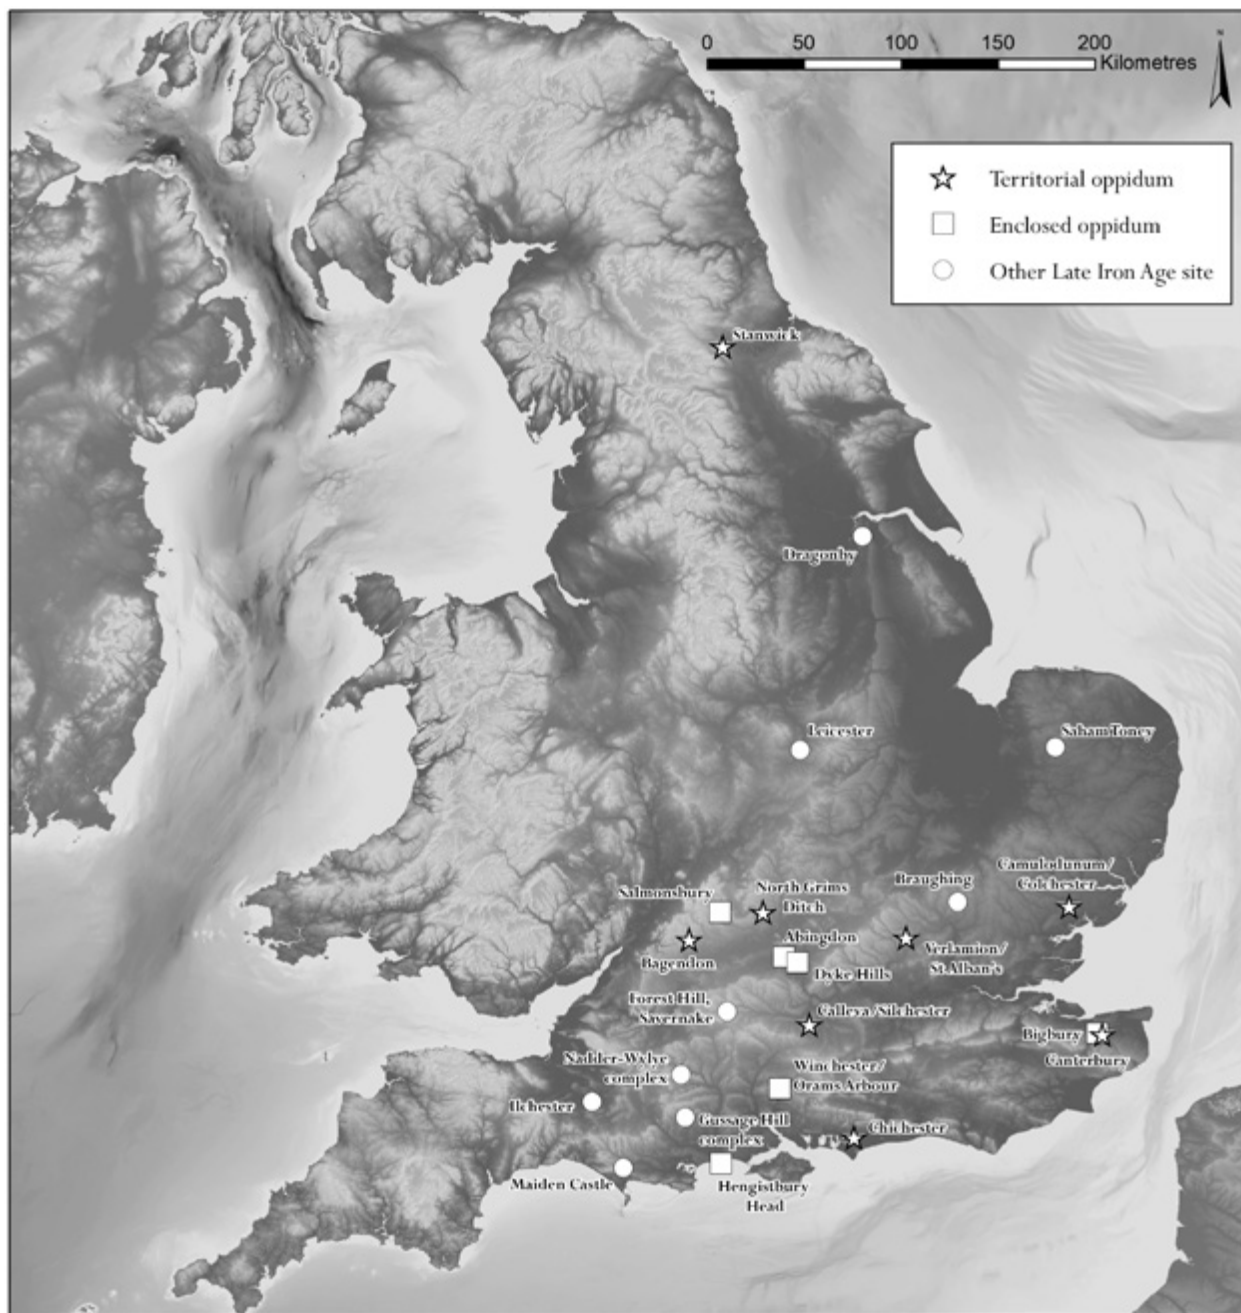 0 50 100 150 200
Kilometres
N
Territorial oppidum
Enclosed oppidum
Other Late Iron Age site
Stanwick
Dragonby
Leicester
Saham Toney
Camulodunum/
Colchester
Braughing
Salmonsbury
North Grims
Ditch
Abingdon
Verlamion/
St.Alban's
Bagendon
Dyke Hills
Forest Hill,
Savernake
Calleva/Silchester
Bigbury
Canterbury
Nadder-Wylye
complex
Winchester/
Orams Arbour
Ilchester
Gussage Hill
complex
Chichester
Maiden Castle
Hengistbury
Head